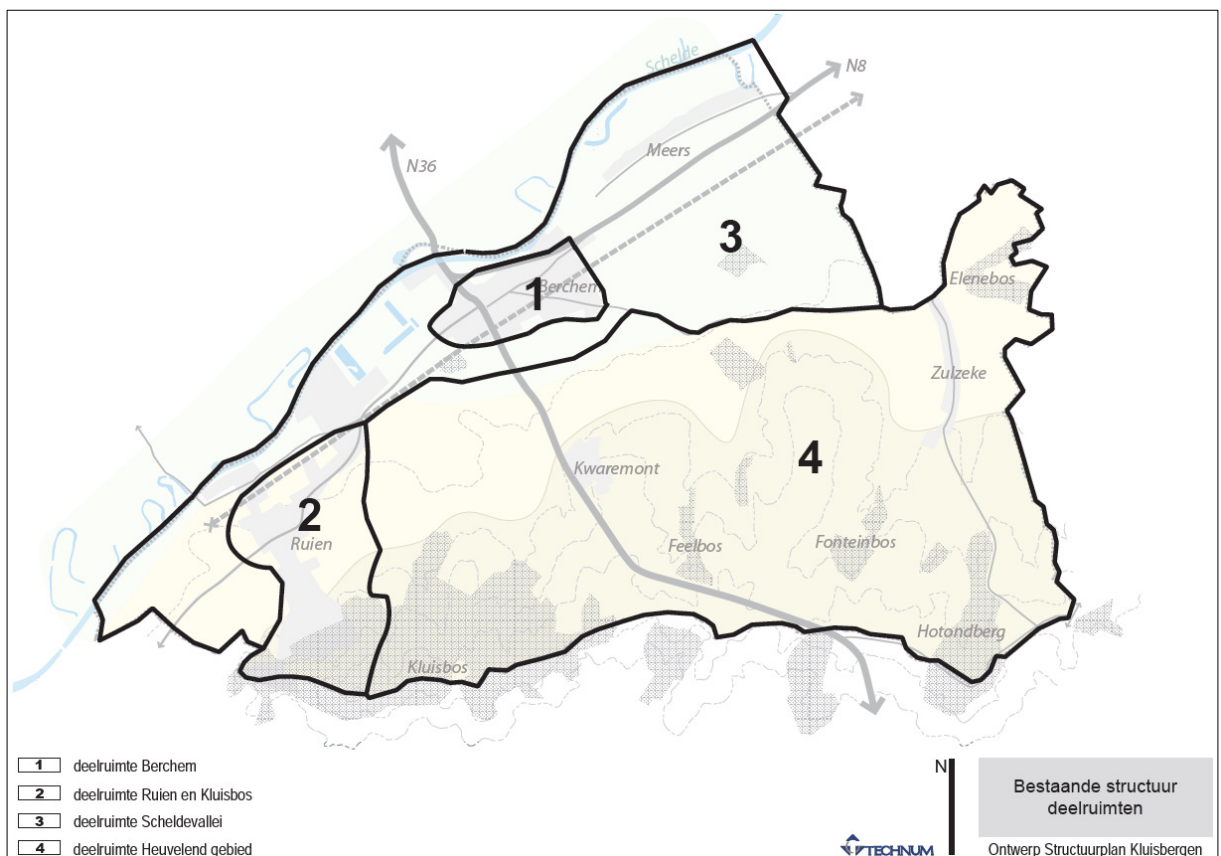 Schelde
N8
Meers
N36
3
Elenebos
1
Berchem
Zulzeke
4
Kwaremont
2
Ruien
Feelbos
Fonteinbos
Hotondberg
Kluisbos
1 deelruimte Berchem
2 deelruimte Ruien en Kluisbos
3 deelruimte Scheldevallei
4 deelruimte Heuvelend gebied
N
TECHNUM
Bestaande structuur
deelruimten
Ontwerp Structuurplan Kluisbergen